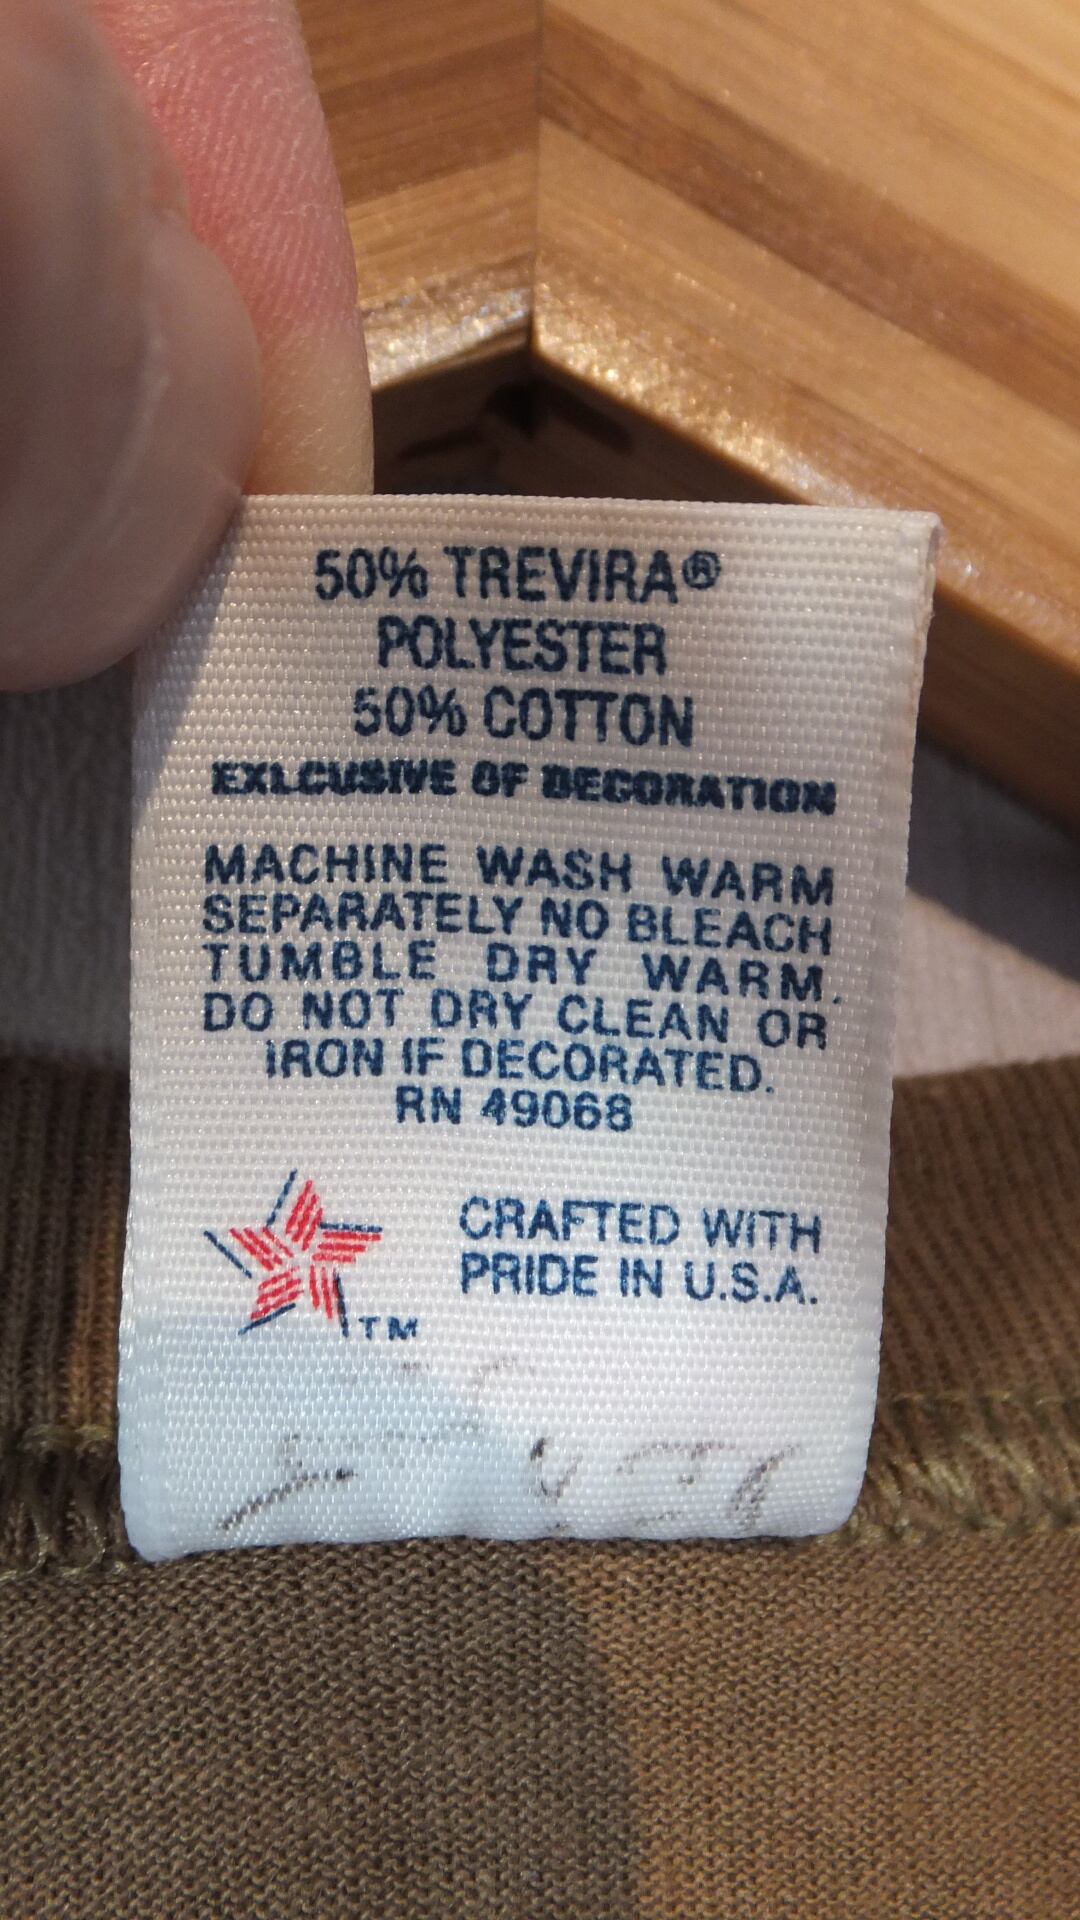 50% TREVIRA®
POLYESTER
50% COTTON
EXLCUSIVE OF DECORATION
MACHINE WASH WARM
SEPARATELY NO BLEACH
TUMBLE DRY WARM.
DO NOT DRY CLEAN OR
IRON IF DECORATED.
RN 49068
CRAFTED WITH
PRIDE IN U.S.A.
TM